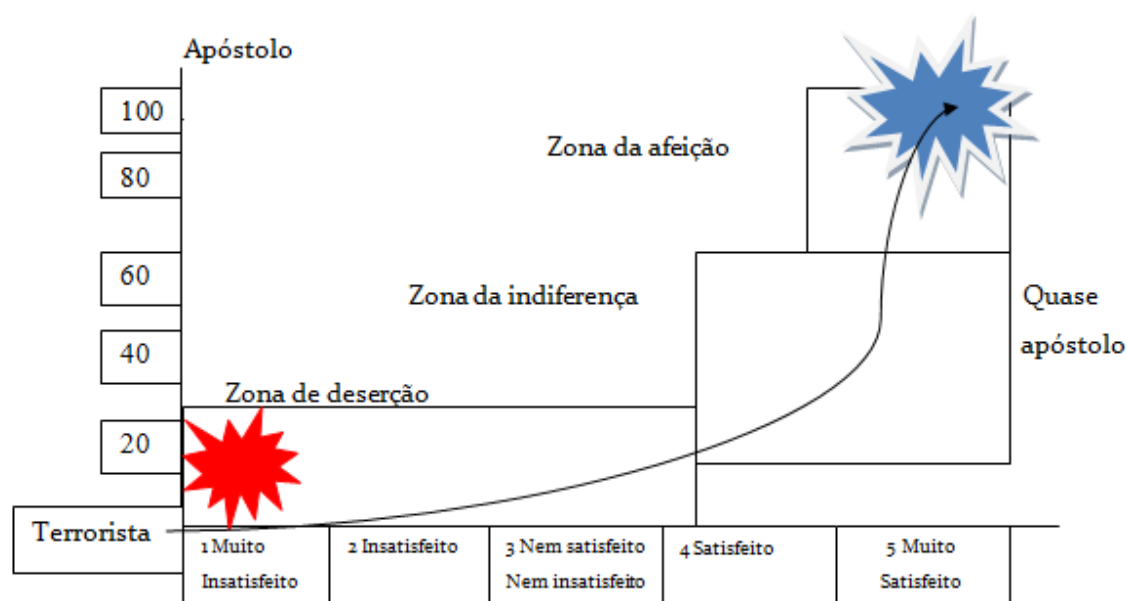 Apóstolo
100
Zona da afeição
80
60
Zona da indiferença
Quase
apóstolo
40
Zona de deserção
20
Terrorista
1 Muito
Insatisfeito
2 Insatisfeito
3 Nem satisfeito
Nem insatisfeito
4 Satisfeito
5 Muito
Satisfeito